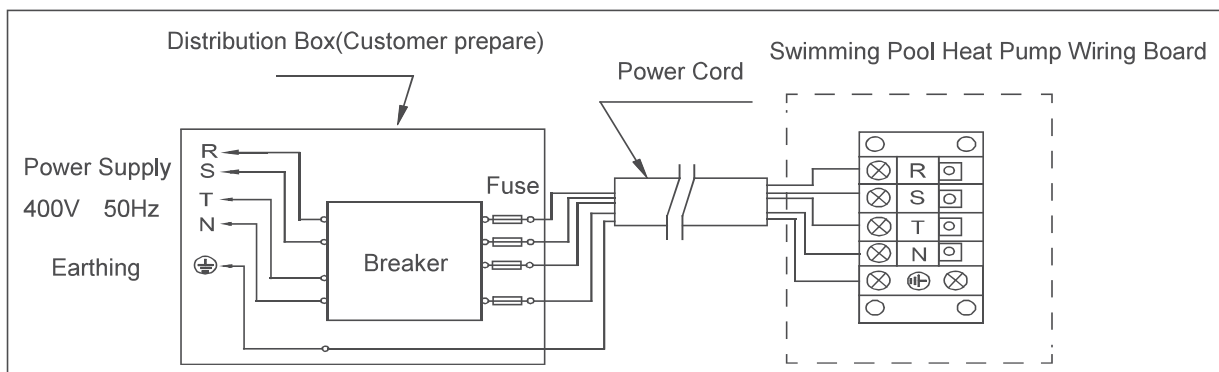 Distribution Box(Customer prepare)
Swimming Pool Heat Pump Wiring Board
Power Cord
Power Supply
400V 50Hz
Earthing
R
S
T
N
Fuse
Breaker
R
S
T
N